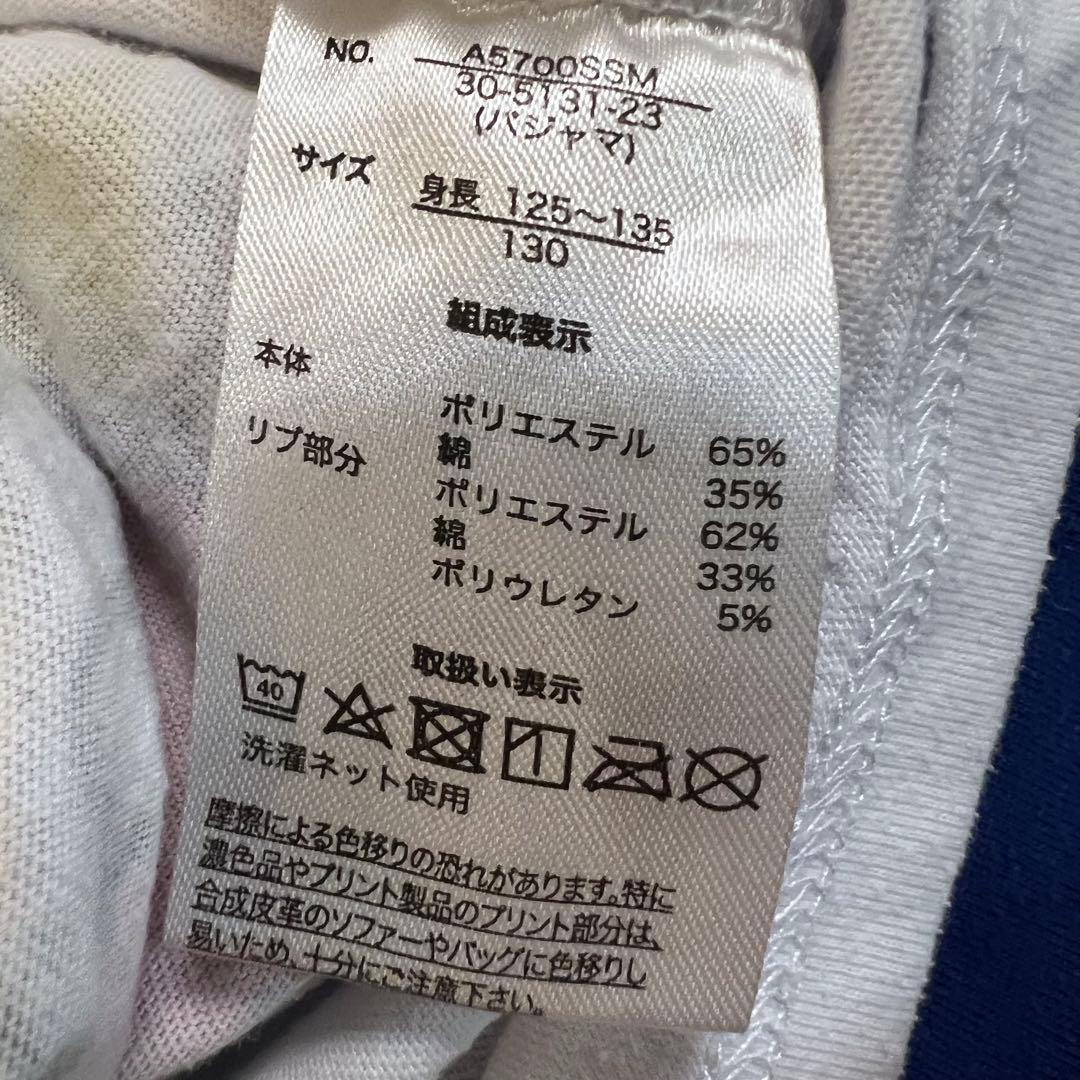 NO. A5700SSM
30-5131-23
(パジャマ)
サイズ 身長 125〜135
130
組成表示
本体 ポリエステル 65%
綿 35%
リブ部分 ポリエステル 62%
綿 33%
ポリウレタン 5%
取扱い表示
40
洗濯ネット使用
摩擦による色移りの恐れがあります。特に
濃色品やプリント製品のプリント部分は、
合成皮革のソファーやバッグに色移りし
易いため、十分にご注意下さい。